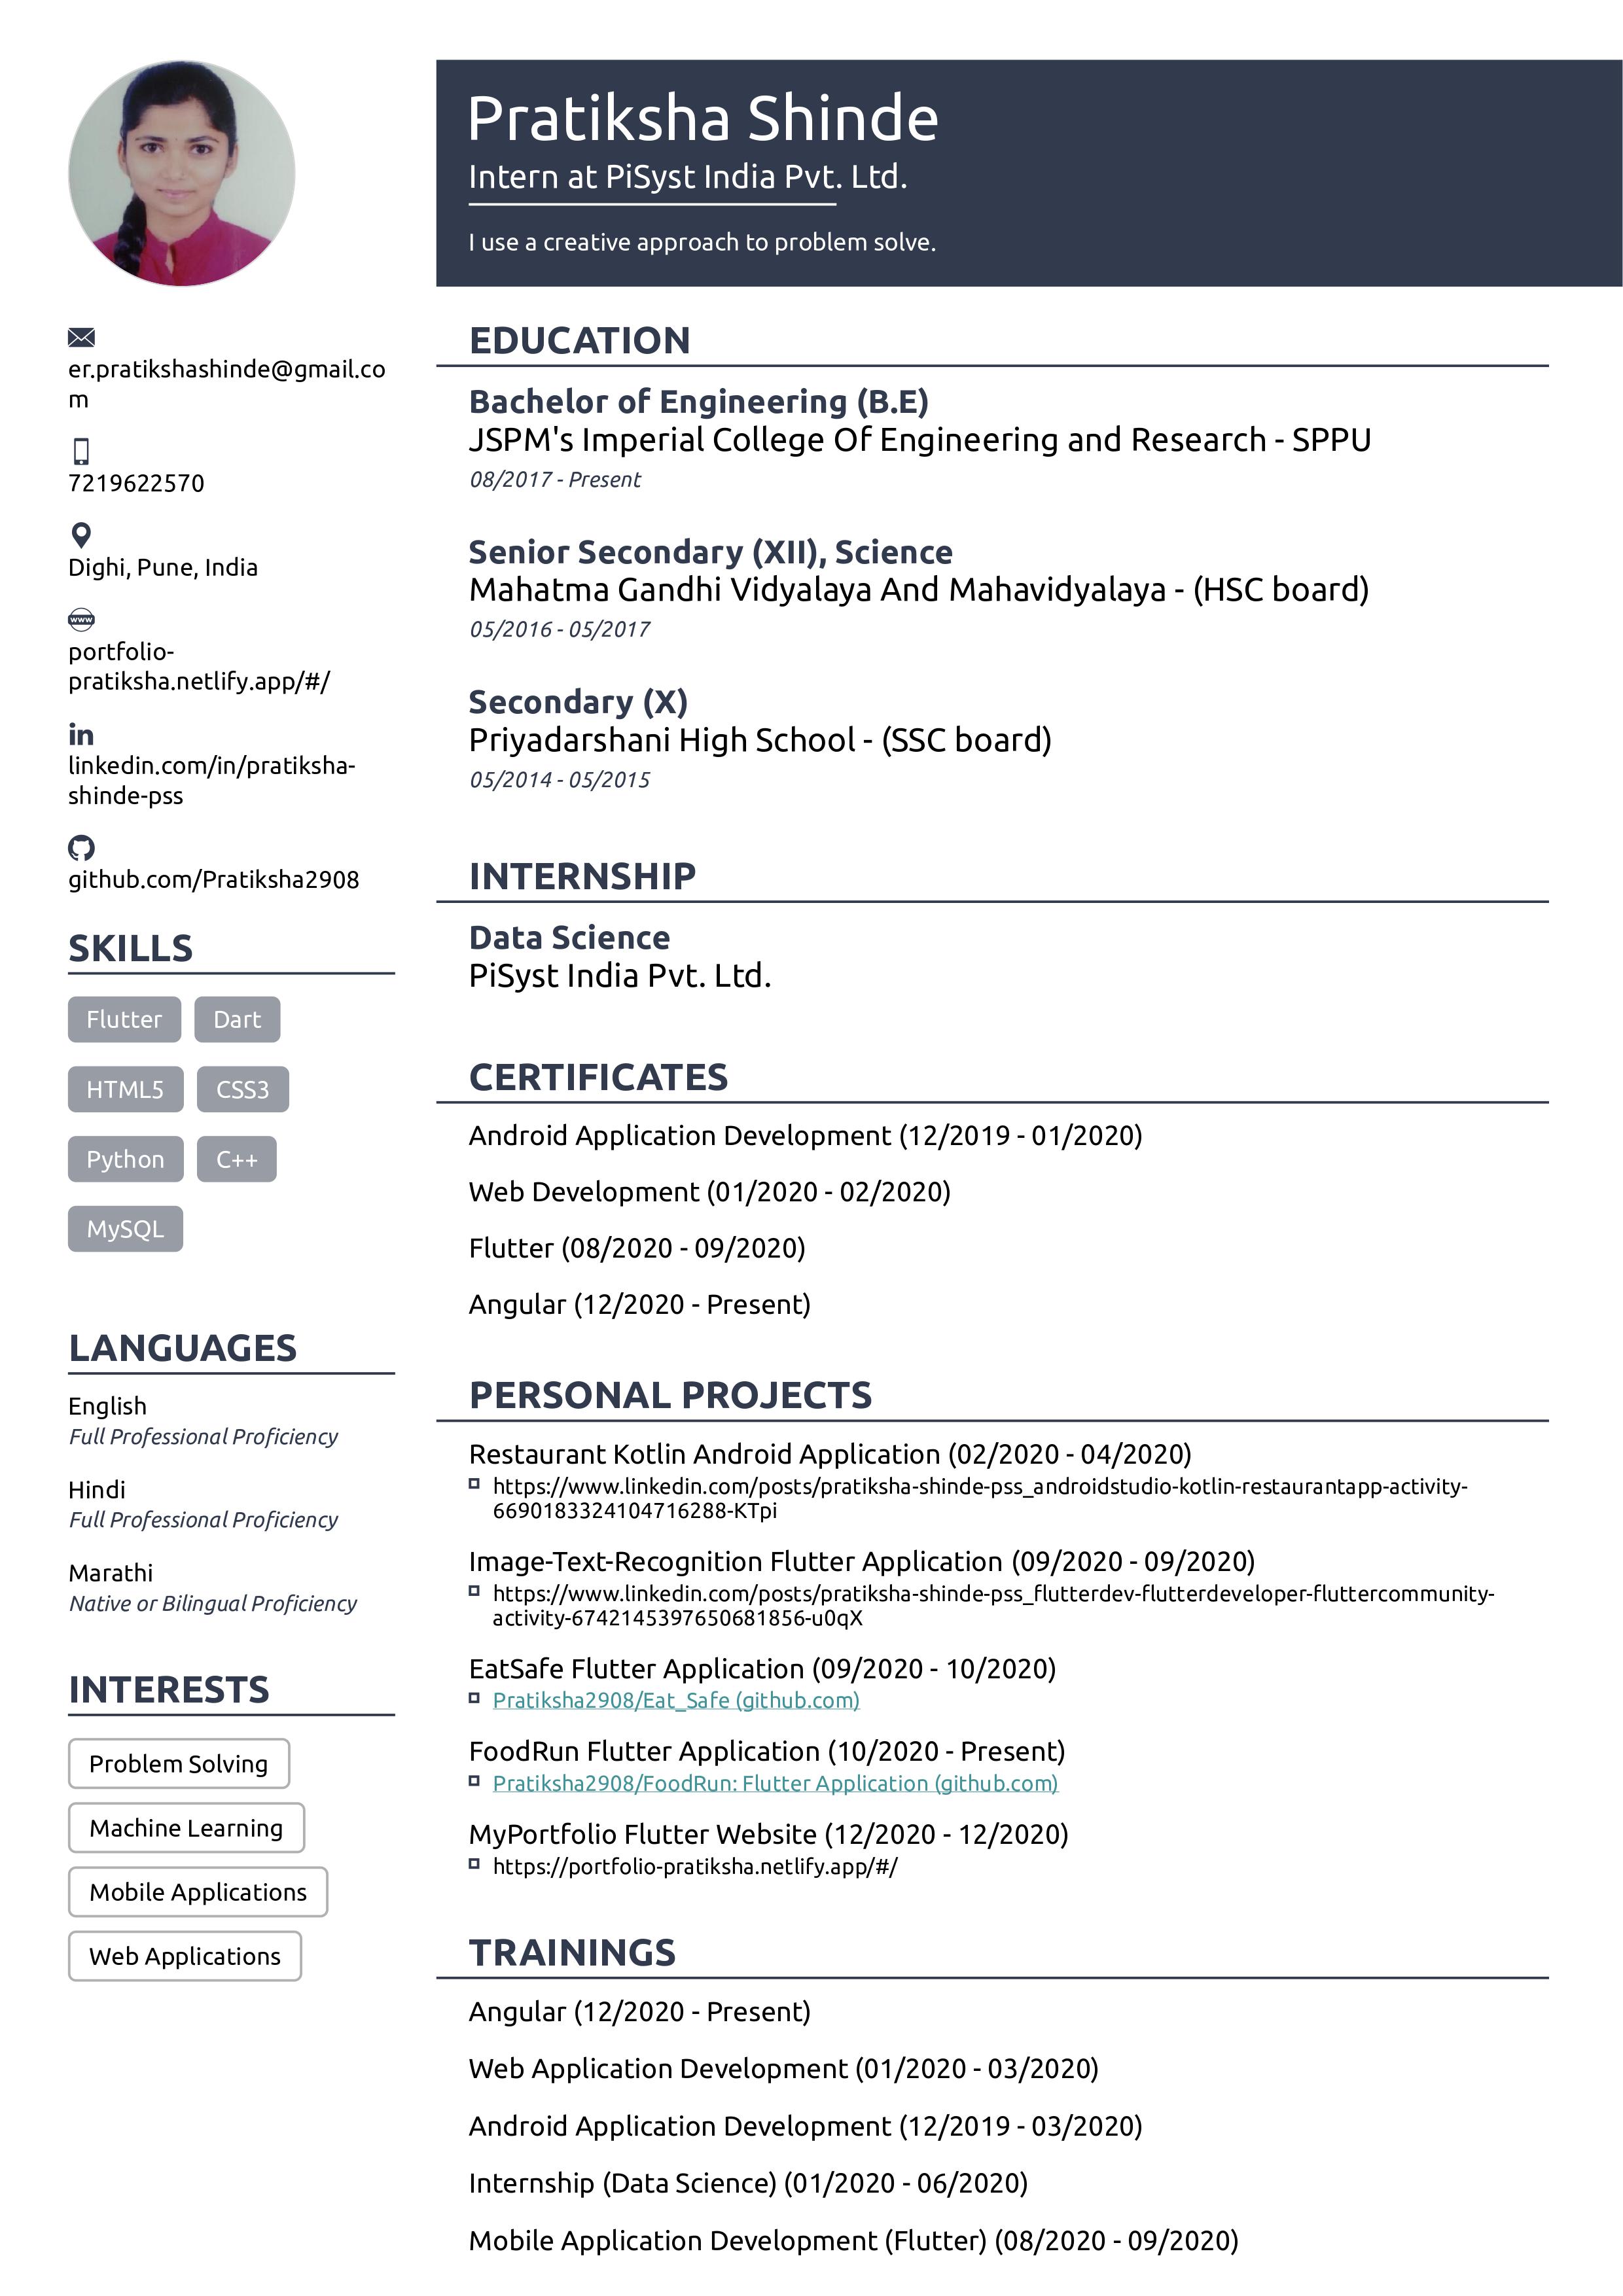 Pratiksha Shinde
Intern at PiSyst India Pvt. Ltd.
I use a creative approach to problem solve.
er.pratikshashinde@gmail.co
m
7219622570
Dighi, Pune, India
www
portfolio-
pratiksha.netlify.app/#/
in
linkedin.com/in/pratiksha-
shinde-pss
github.com/Pratiksha2908
SKILLS
Flutter Dart
HTML5 CSS3
Python C++
MySQL
LANGUAGES
English
Full Professional Proficiency
Hindi
Full Professional Proficiency
Marathi
Native or Bilingual Proficiency
INTERESTS
Problem Solving
Machine Learning
Mobile Applications
Web Applications
EDUCATION
Bachelor of Engineering (B.E)
JSPM's Imperial College Of Engineering and Research - SPPU
08/2017 - Present
Senior Secondary (XII), Science
Mahatma Gandhi Vidyalaya And Mahavidyalaya - (HSC board)
05/2016 - 05/2017
Secondary (X)
Priyadarshani High School - (SSC board)
05/2014 - 05/2015
INTERNSHIP
Data Science
PiSyst India Pvt. Ltd.
CERTIFICATES
Android Application Development (12/2019 - 01/2020)
Web Development (01/2020 - 02/2020)
Flutter (08/2020 - 09/2020)
Angular (12/2020 - Present)
PERSONAL PROJECTS
Restaurant Kotlin Android Application (02/2020 - 04/2020)
https://www.linkedin.com/posts/pratiksha-shinde-pss_androidstudio-kotlin-restaurantapp-activity-
6690183324104716288-KTpi
Image-Text-Recognition Flutter Application (09/2020 - 09/2020)
https://www.linkedin.com/posts/pratiksha-shinde-pss_flutterdev-flutterdeveloper-fluttercommunity-
activity-6742145397650681856-u0qX
EatSafe Flutter Application (09/2020 - 10/2020)
Pratiksha2908/Eat_Safe (github.com)
FoodRun Flutter Application (10/2020 - Present)
Pratiksha2908/FoodRun: Flutter Application (github.com)
MyPortfolio Flutter Website (12/2020 - 12/2020)
https://portfolio-pratiksha.netlify.app/#/
TRAININGS
Angular (12/2020 - Present)
Web Application Development (01/2020 - 03/2020)
Android Application Development (12/2019 - 03/2020)
Internship (Data Science) (01/2020 - 06/2020)
Mobile Application Development (Flutter) (08/2020 - 09/2020)